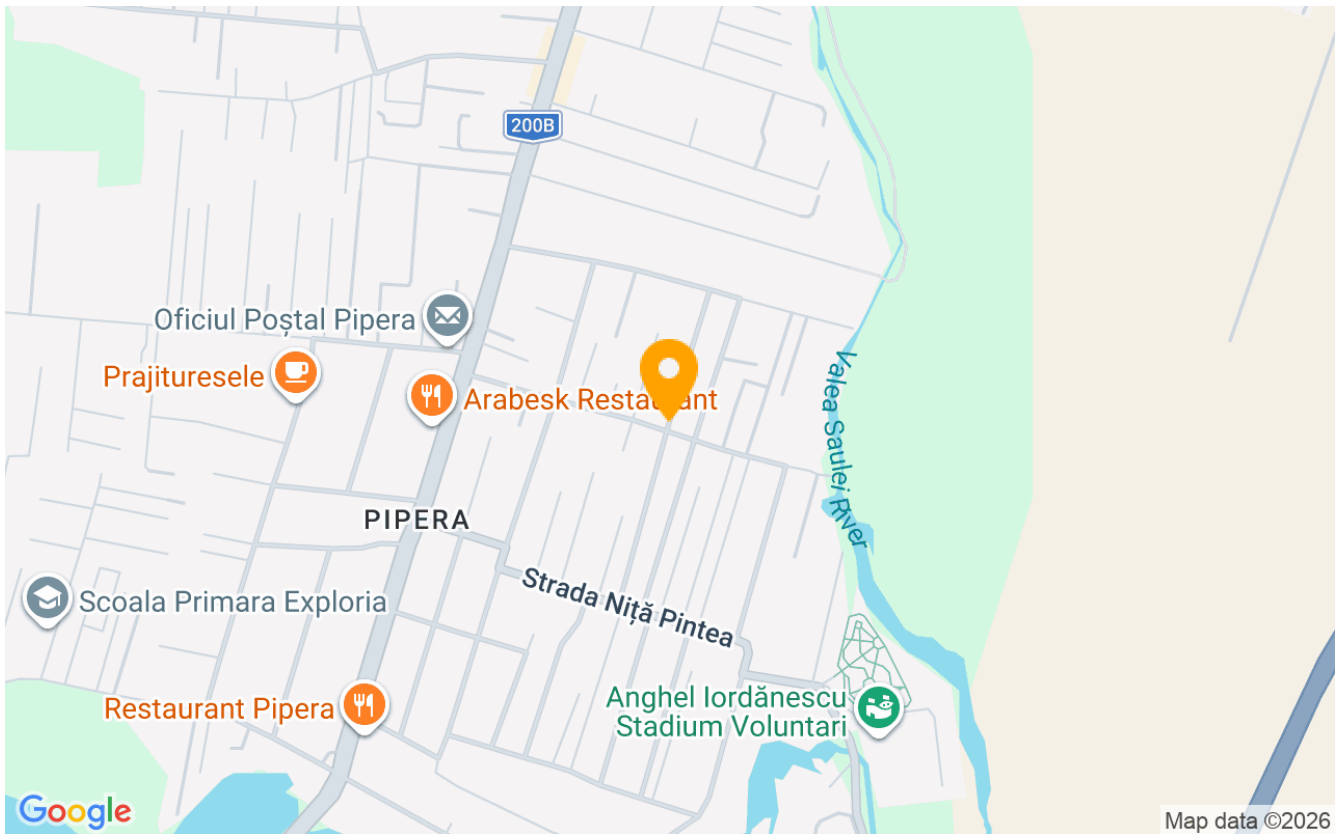 200B
Oficiul Poștal Pipera
Prajituresele
Arabesk Restaurant
Valea Saulei River
PIPERA
Strada Niță Pintea
Scoala Primara Exploria
Restaurant Pipera
Anghel Iordănescu
Stadium Voluntari
Google
Map data ©2026